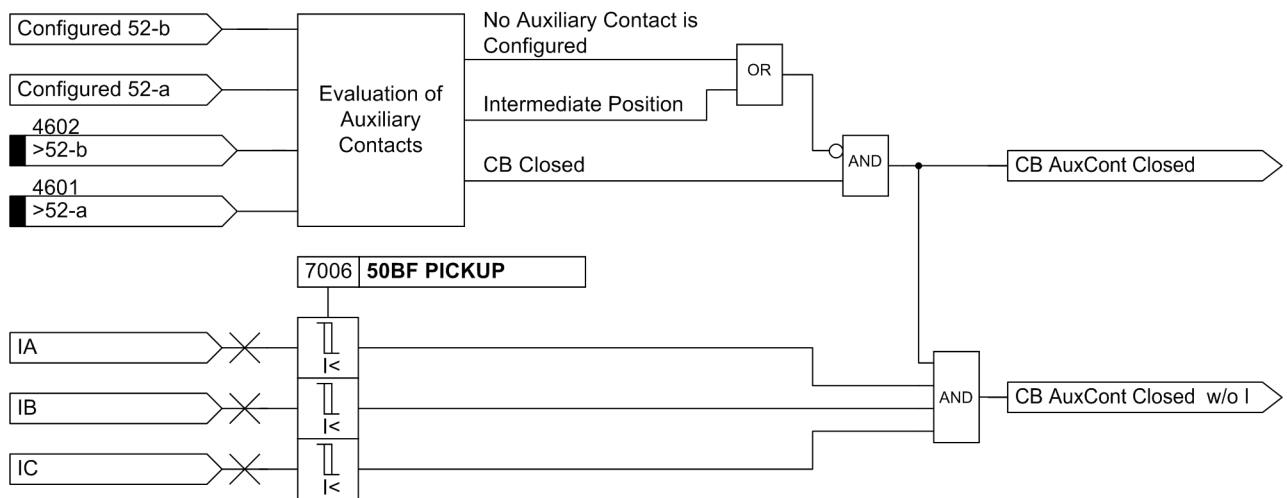 Configured 52-b
Configured 52-a
4602
>52-b
4601
>52-a
Evaluation of
Auxiliary
Contacts
No Auxiliary Contact is
Configured
Intermediate Position
CB Closed
OR
AND
CB AuxCont Closed
7006 50BF PICKUP
IA
I<
IB
I<
IC
I<
AND
CB AuxCont Closed w/o I